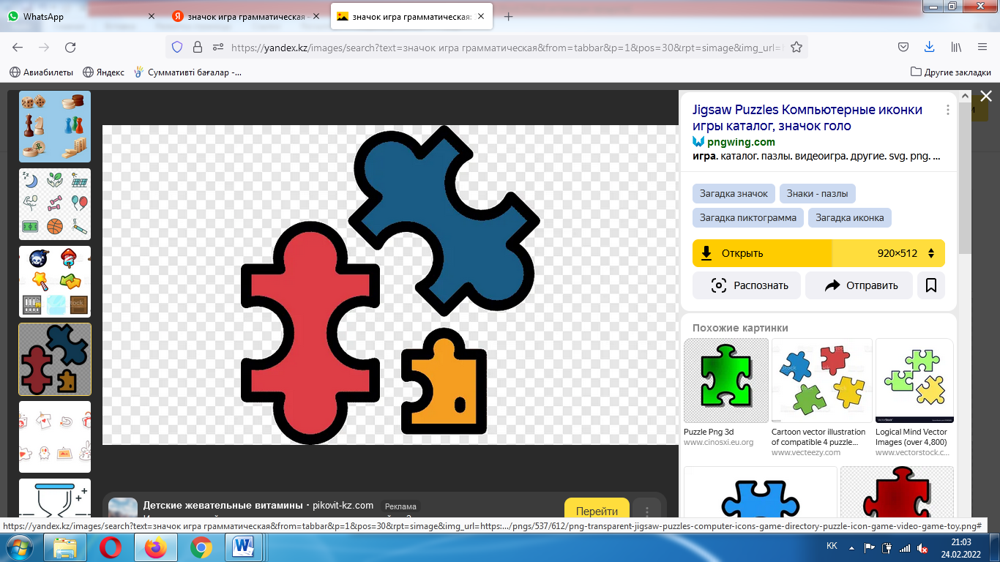 WhatsApp
значок игра грамматическая -
значок игра грамматическая:
https://yandex.kz/images/search?text=значок игра грамматическая&from=tabbar&p=1&pos=30&rpt=simage&img_url=
Авиабилеты
Яндекс
Суммативті бағалар -...
Другие закладки
Jigsaw Puzzles Компьютерные иконки
игры каталог, значок голо
pngwing.com
игра. каталог. пазлы. видеоигра. другие. svg. png. ...
Загадка значок
Знаки - пазлы
Загадка пиктограмма
Загадка иконка
Открыть
920×512
Распознать
Отправить
Похожие картинки
Puzzle Png 3d
www.cinosxi.eu.org
Cartoon vector illustration
of compatible 4 puzzle...
www.vecteezy.com
Logical Mind Vector
Images (over 4,800)
www.vectorstock.c...
Детские жевательные витамины · pikovit-kz.com
Реклама
Перейти
https://yandex.kz/images/search?text=значок игра грамматическая&from=tabbar&p=1&pos=30&rpt=simage&img_url=https:.../pngs/537/612/png-transparent-jigsaw-puzzles-computer-icons-game-directory-puzzle-icon-game-video-game-toy.png#
KK
21:03
24.02.2022